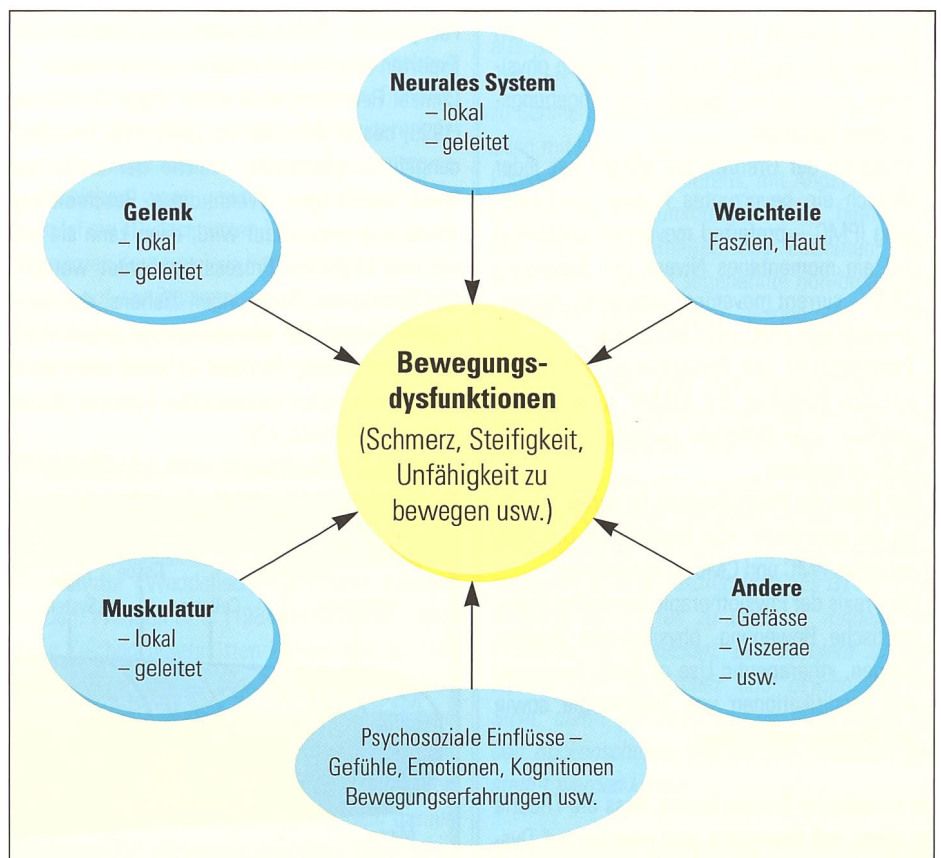 Neurales System
– lokal
– geleitet
Gelenk
– lokal
– geleitet
Weichteile
Faszien, Haut
Bewegungs-
dysfunktionen
(Schmerz, Steifigkeit,
Unfähigkeit zu
bewegen usw.)
Muskulatur
– lokal
– geleitet
Andere
– Gefässe
– Viszerae
– usw.
Psychosoziale Einflüsse –
Gefühle, Emotionen, Kognitionen
Bewegungserfahrungen usw.